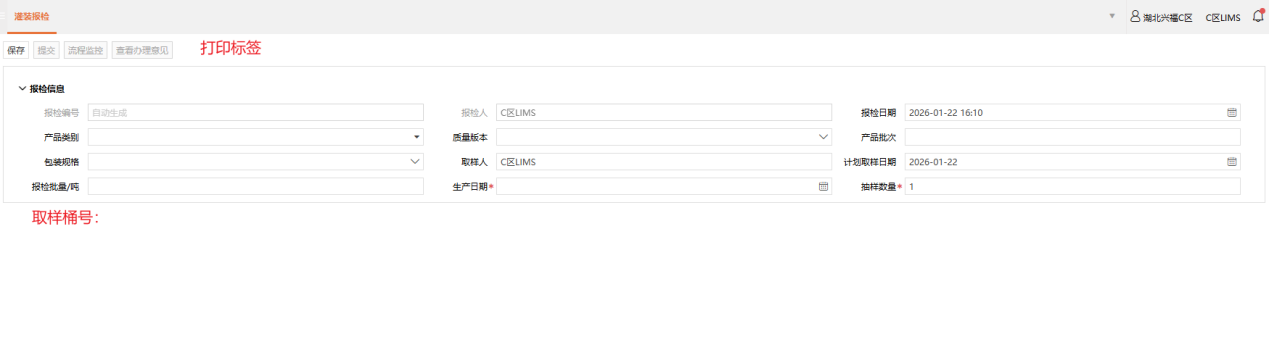 灌装报检 湖北兴福C区 C区LIMS
保存 提交 流程监控 查看办理意见 打印标签
报检信息
报检编号 自动生成 报检人 C区LIMS 报检日期 2026-01-22 16:10
产品类别 质量版本 产品批次
包装规格 取样人 C区LIMS 计划取样日期 2026-01-22
报检批量/吨 生产日期* 抽样数量* 1
取样桶号: